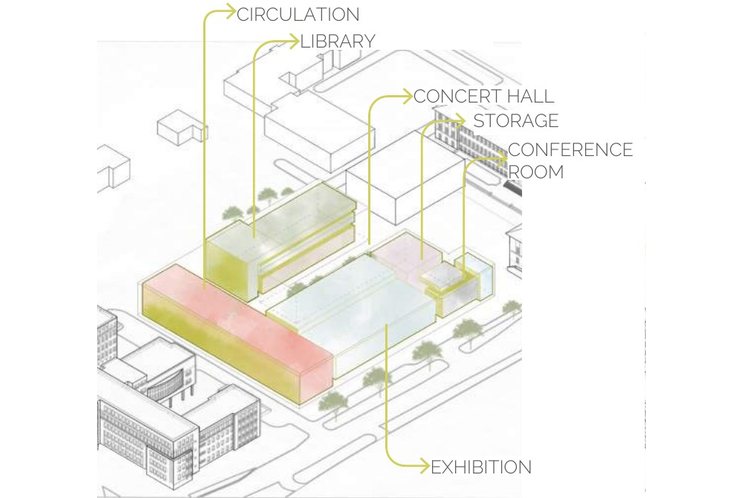 CIRCULATION
LIBRARY
CONCERT HALL
STORAGE
CONFERENCE
ROOM
EXHIBITION